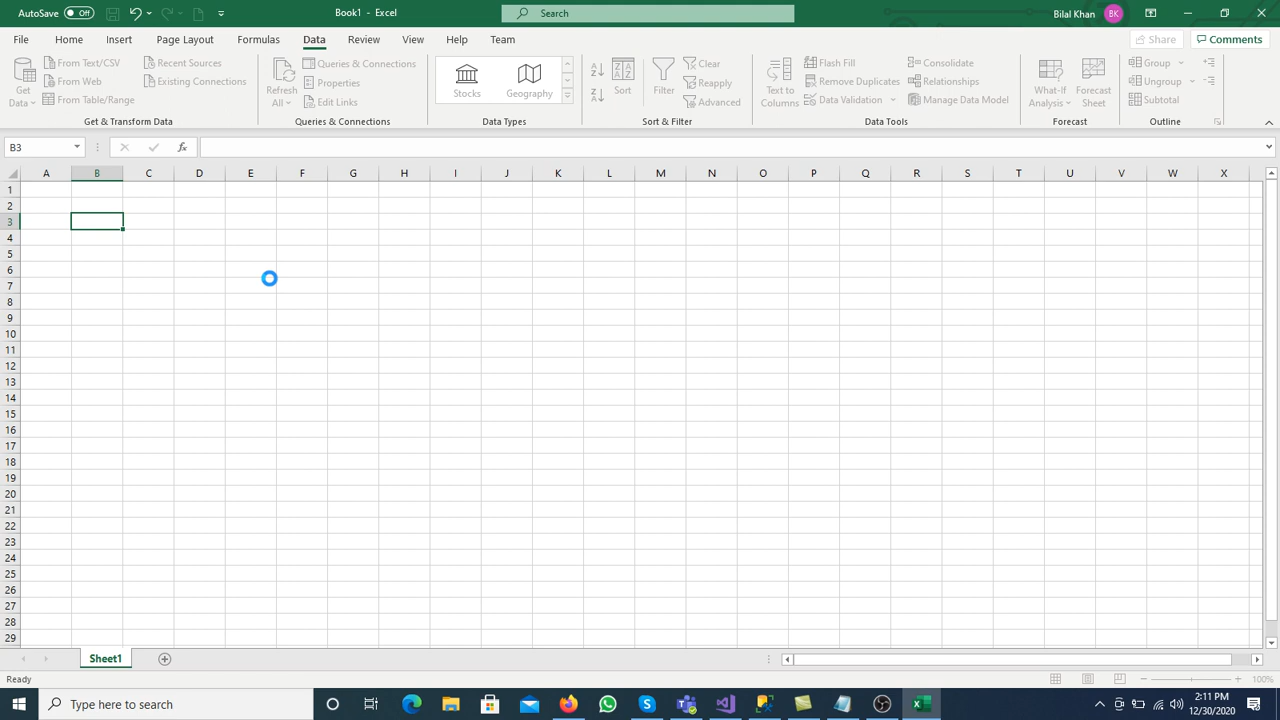 AutoSave Off Book1 - Excel Search Bilal Khan BK
File Home Insert Page Layout Formulas Data Review View Help Team Share Comments
Get Data From Text/CSV From Web From Table/Range Recent Sources Existing Connections
Get & Transform Data
Refresh All Queries & Connections Properties Edit Links
Queries & Connections
Stocks Geography
Data Types
Sort Filter Clear Reapply Advanced
Sort & Filter
Text to Columns Flash Fill Remove Duplicates Data Validation Consolidate Relationships Manage Data Model
Data Tools
What-If Analysis Forecast Sheet
Forecast
Group Ungroup Subtotal
Outline
B3 fx
A B C D E F G H I J K L M N O P Q R S T U V W X
1
2
3
4
5
6
7
8
9
10
11
12
13
14
15
16
17
18
19
20
21
22
23
24
25
26
27
28
29
Sheet1
Ready 100%
Type here to search 2:11 PM
12/30/2020